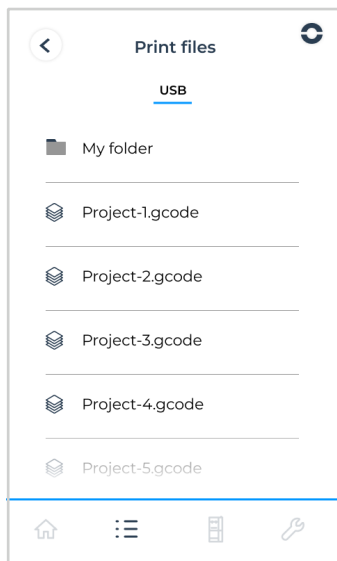 Print files
USB
My folder
Project-1.gcode
Project-2.gcode
Project-3.gcode
Project-4.gcode
Project-5.gcode